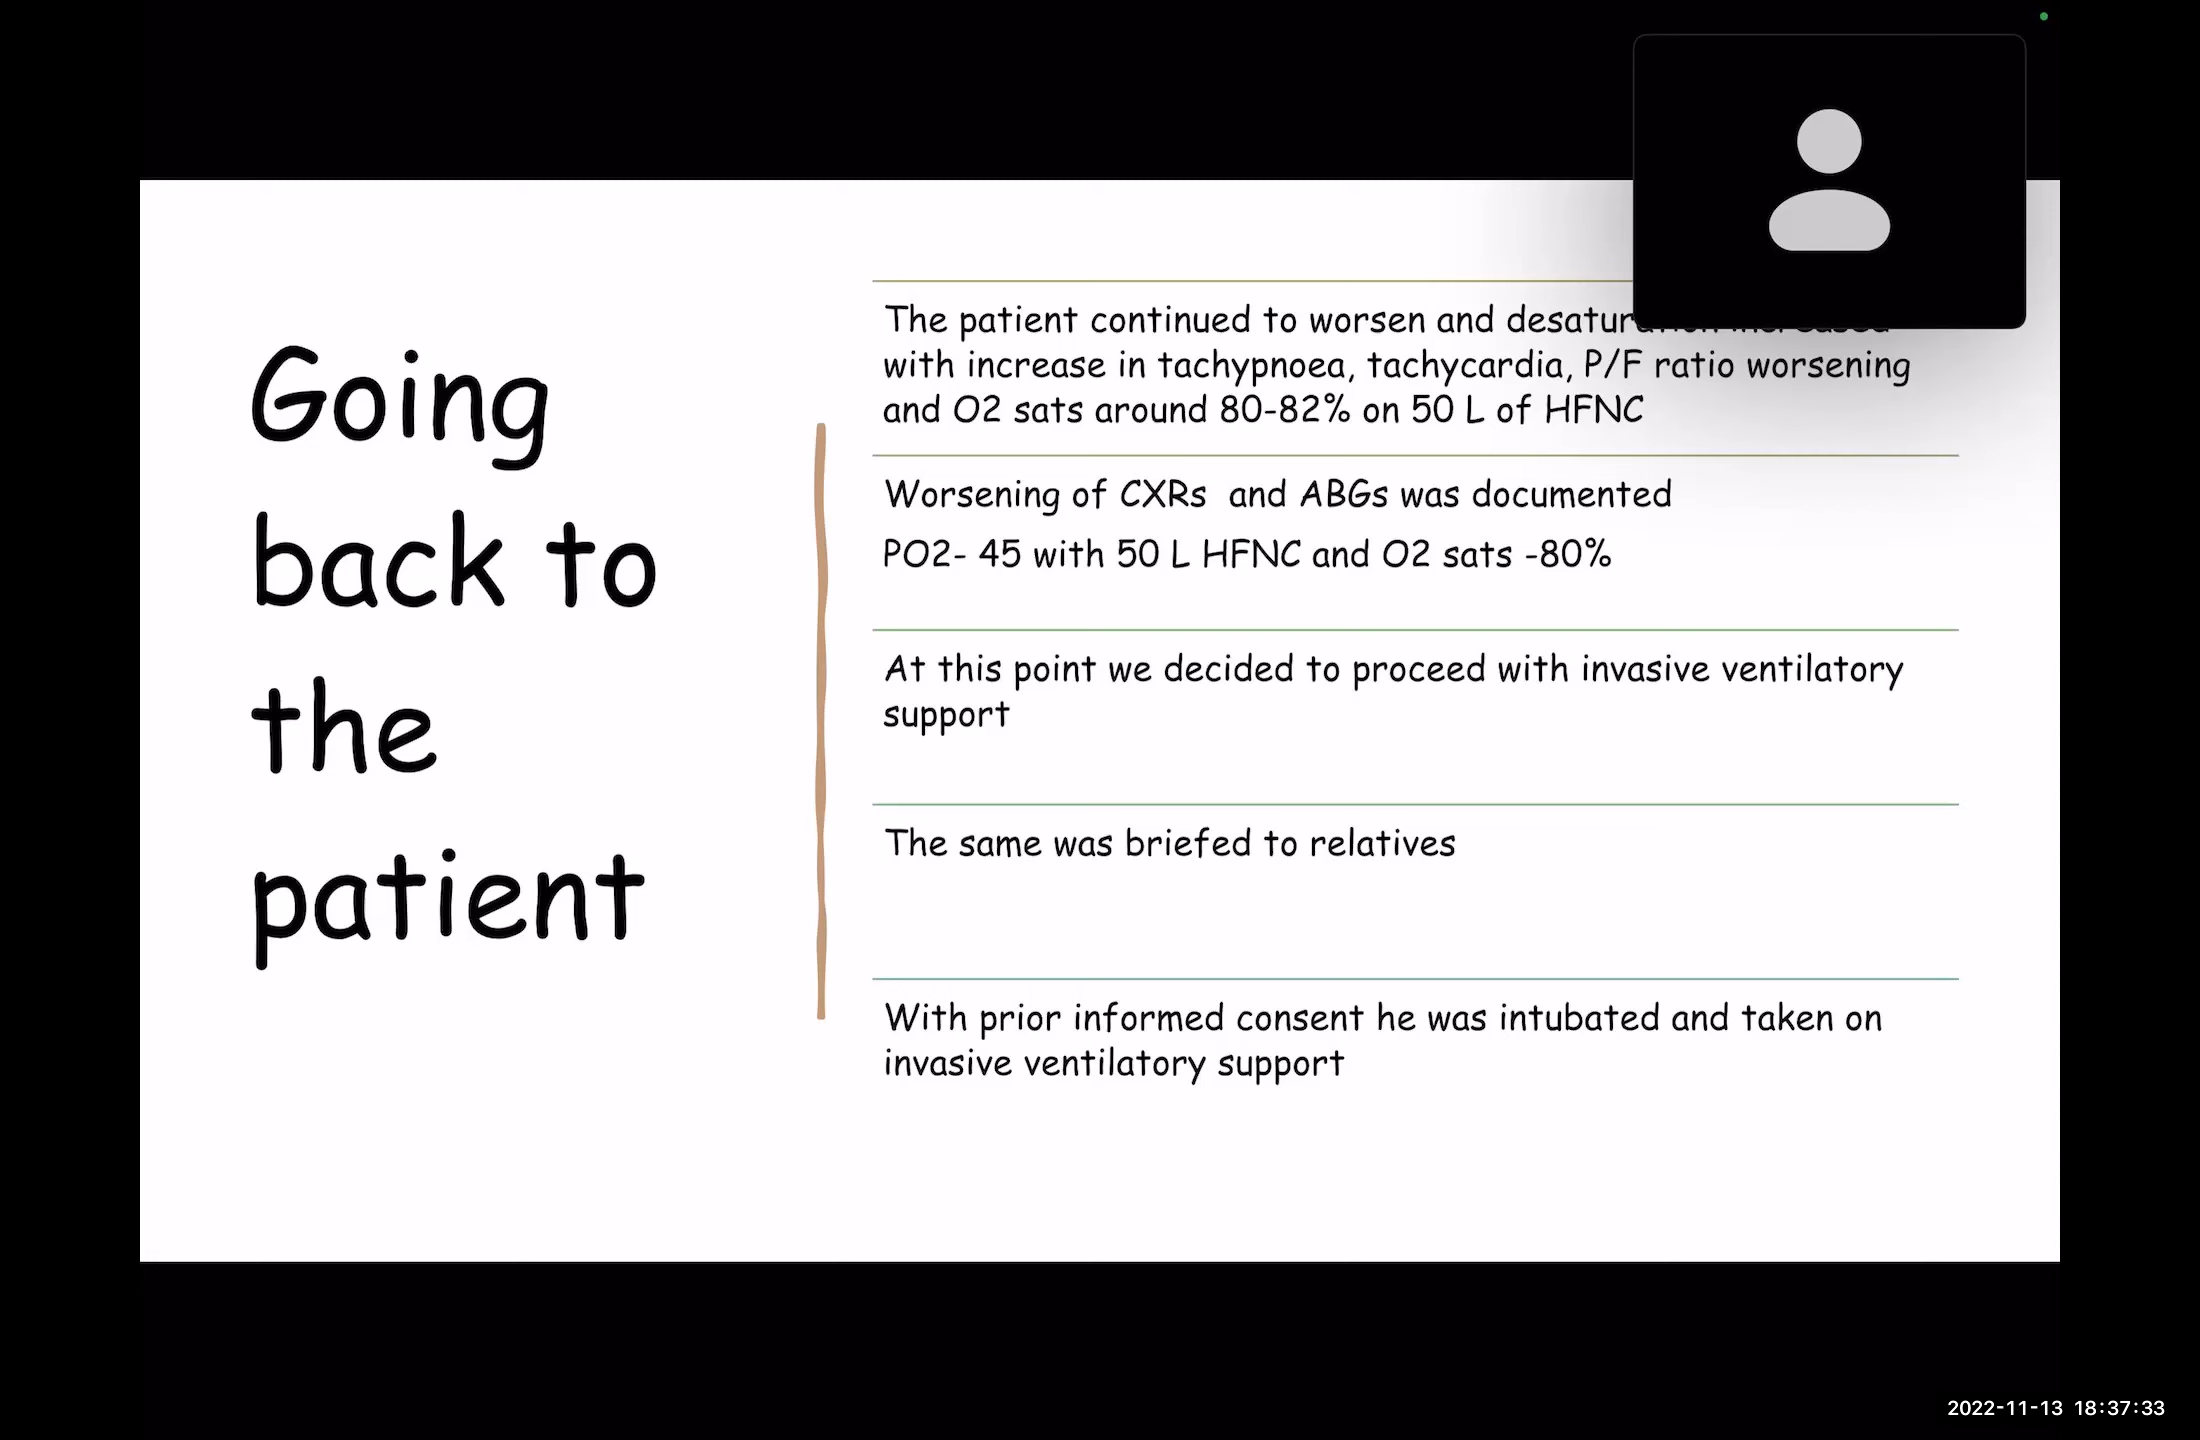 Going
back to
the
patient
The patient continued to worsen and
with increase in tachypnoea, tachycardia, P/F ratio worsening
and O2 sats around 80-82% on 50 L of HFNC
Worsening of CXRs and ABGs was documented
PO2- 45 with 50 L HFNC and O2 sats -80%
At this point we decided to proceed with invasive ventilatory
support
The same was briefed to relatives
With prior informed consent he was intubated and taken on
invasive ventilatory support
2022-11-13 18:37:33